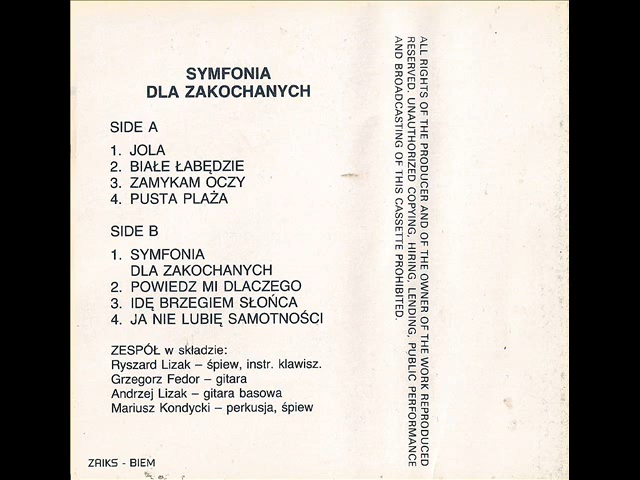 SYMFONIA
DLA ZAKOCHANYCH
SIDE A
1. JOLA
2. BIAŁE ŁABĘDZIE
3. ZAMYKAM OCZY
4. PUSTA PLAŻA
SIDE B
1. SYMFONIA
DLA ZAKOCHANYCH
2. POWIEDZ MI DLACZEGO
3. IDĘ BRZEGIEM SŁOŃCA
4. JA NIE LUBIĘ SAMOTNOŚCI
ZESPÓŁ w składzie:
Ryszard Lizak – śpiew, instr. klawisz.
Grzegorz Fedor – gitara
Andrzej Lizak – gitara basowa
Mariusz Kondycki – perkusja, śpiew
ZAIKS - BIEM
ALL RIGHTS OF THE PRODUCER AND OF THE OWNER OF THE WORK REPRODUCED
RESERVED. UNAUTHORIZED COPYING, HIRING, LENDING, PUBLIC PERFORMANCE
AND BROADCASTING OF THIS CASSETTE PROHIBITED.